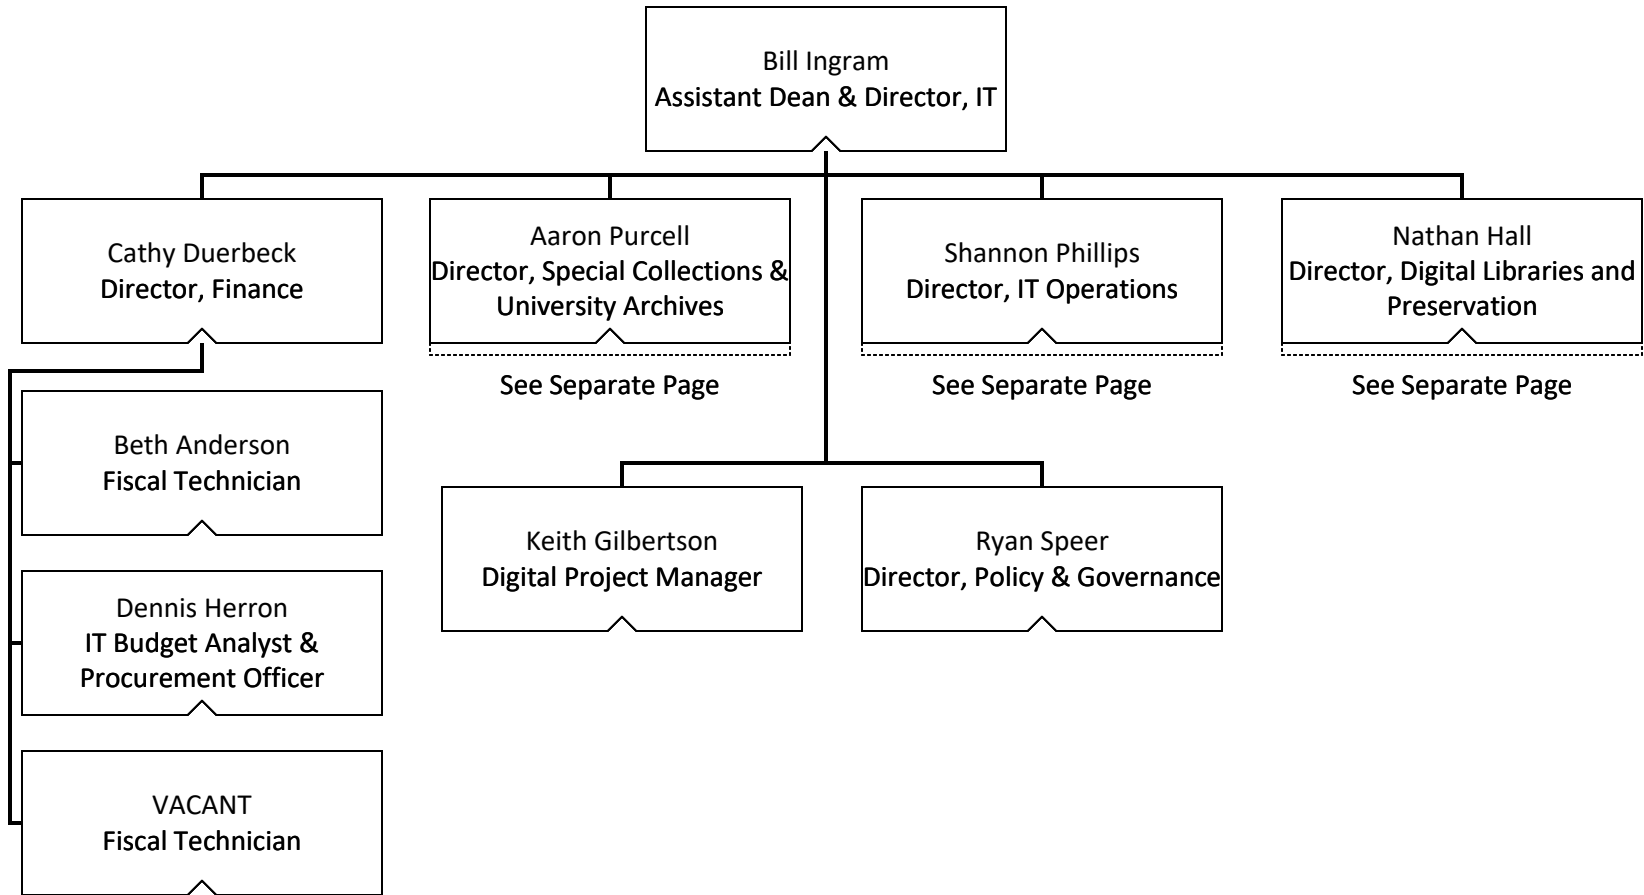 Bill Ingram
Assistant Dean & Director, IT
Cathy Duerbeck
Director, Finance
Aaron Purcell
Director, Special Collections &
University Archives
See Separate Page
Shannon Phillips
Director, IT Operations
See Separate Page
Nathan Hall
Director, Digital Libraries and
Preservation
See Separate Page
Beth Anderson
Fiscal Technician
Dennis Herron
IT Budget Analyst &
Procurement Officer
VACANT
Fiscal Technician
Keith Gilbertson
Digital Project Manager
Ryan Speer
Director, Policy & Governance